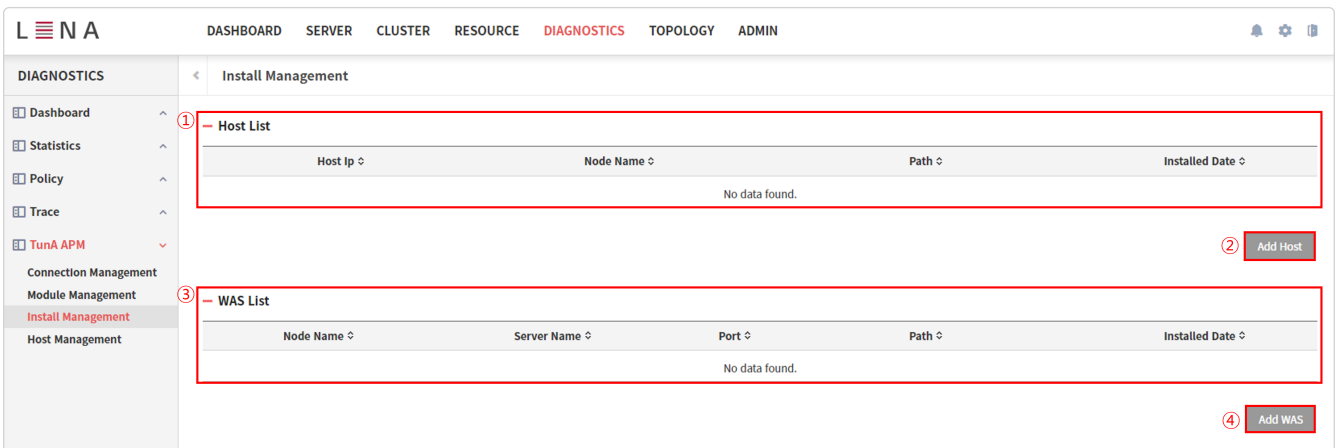 LENA
DASHBOARD SERVER CLUSTER RESOURCE DIAGNOSTICS TOPOLOGY ADMIN
DIAGNOSTICS
Install Management
Dashboard
Statistics
Policy
Trace
TunA APM
Connection Management
Module Management
Install Management
Host Management
①
Host List
Host Ip Node Name Path Installed Date
No data found.
② Add Host
③
WAS List
Node Name Server Name Port Path Installed Date
No data found.
④ Add WAS